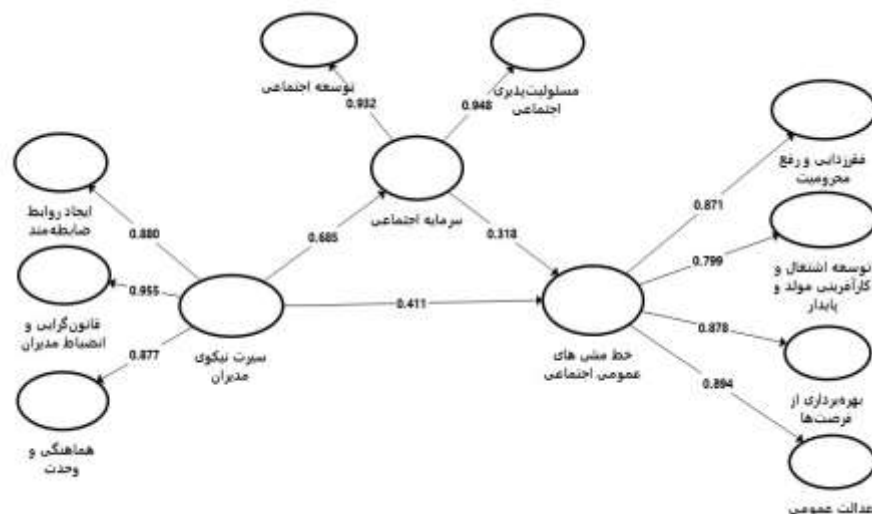 توسعه اجتماعی
مسئولیت‌پذیری
اجتماعی
0.932
0.948
فقرزدایی و رفع
محرومیت
ایجاد روابط
ضابطه‌مند
سرمایه اجتماعی
0.871
0.880
0.685
0.318
0.799
توسعه اشتغال و
کارآفرینی مولد و
پایدار
0.955
قانون‌گرایی و
انضباط مدیران
0.411
0.878
سیرت نیکوی
مدیران
خط مشی های
عمومی اجتماعی
0.877
بهره‌برداری از
فرصت‌ها
0.894
هماهنگی و
وحدت
عدالت عمومی